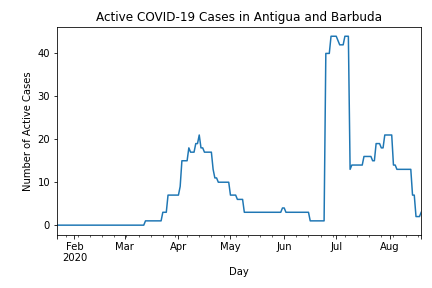 Active COVID-19 Cases in Antigua and Barbuda
Number of Active Cases
40
30
20
10
0
Feb Mar Apr May Jun Jul Aug
2020
Day